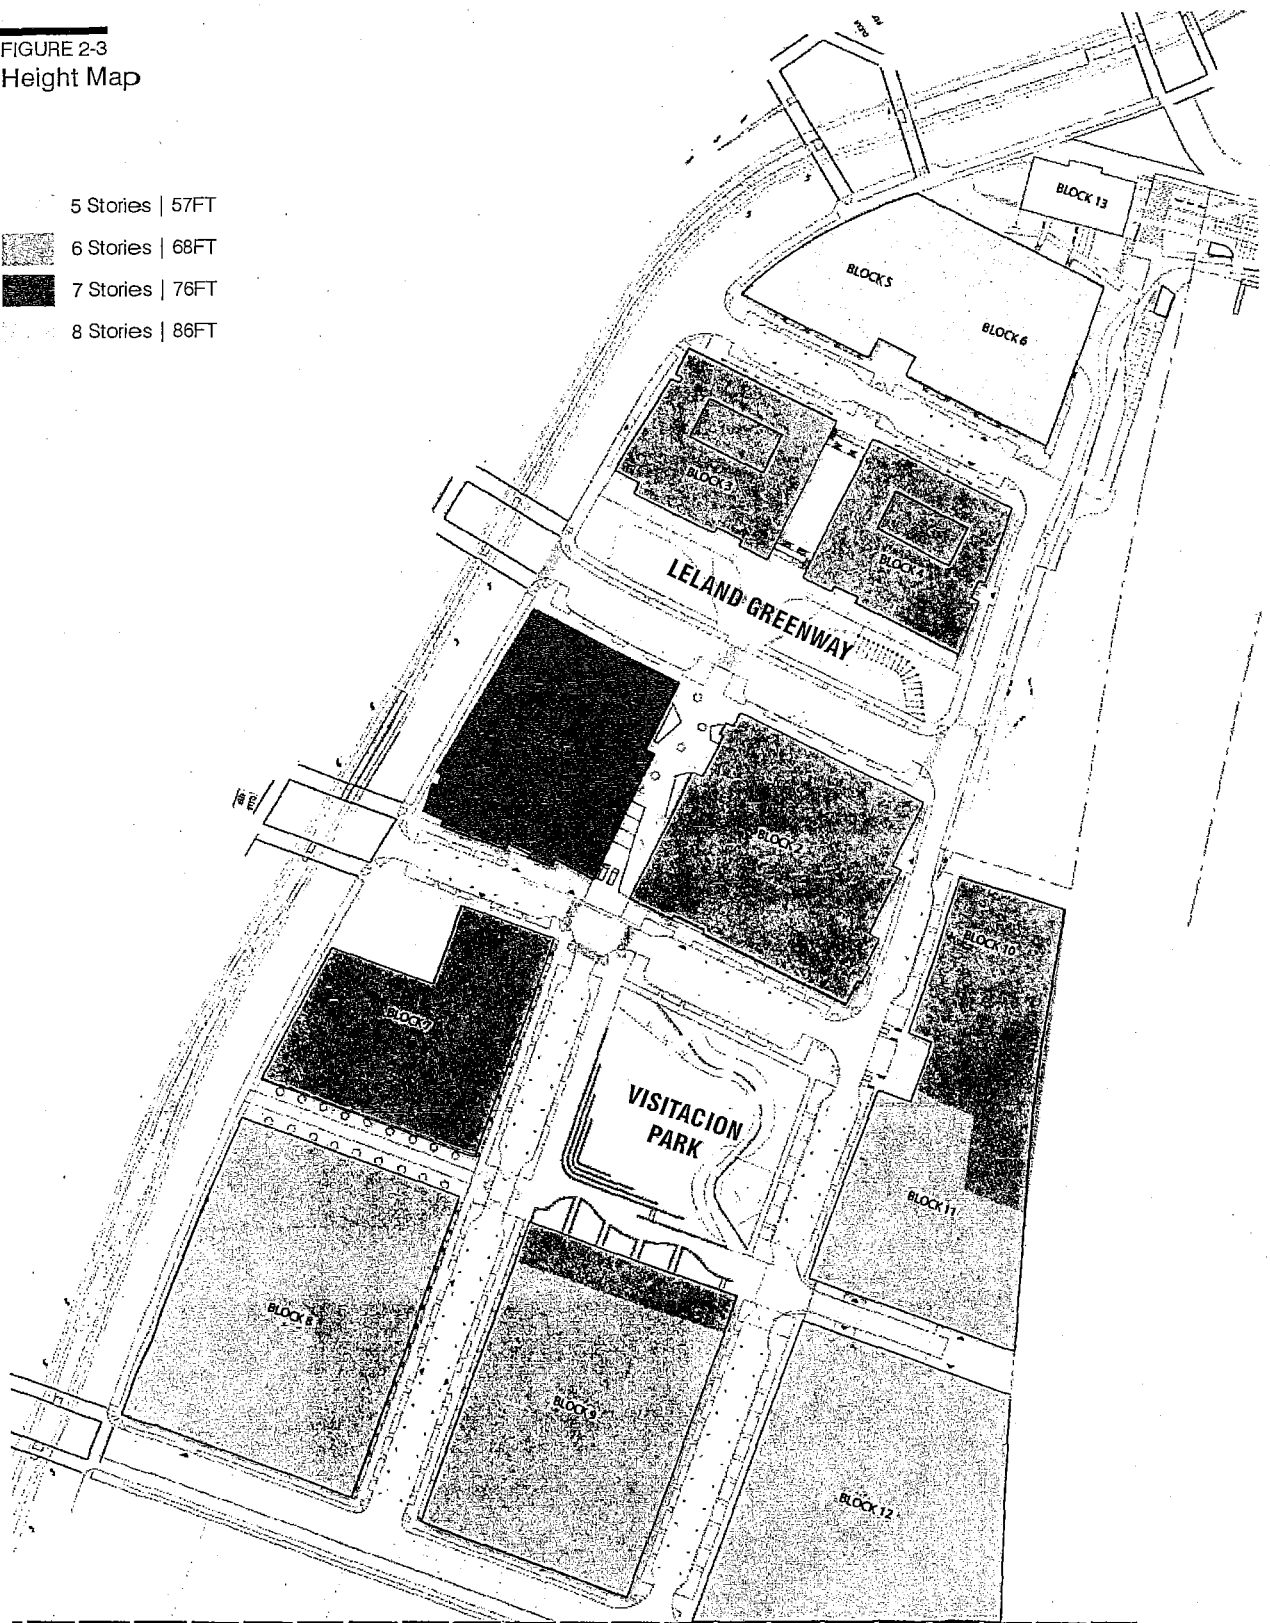 FIGURE 2-3
Height Map
5 Stories | 57FT
6 Stories | 68FT
7 Stories | 76FT
8 Stories | 86FT
BLOCK 13
BLOCK 5
BLOCK 6
BLOCK 3
BLOCK 4
LELAND GREENWAY
BLOCK 2
BLOCK 10
BLOCK 7
VISITACION
PARK
BLOCK 11
BLOCK 8
BLOCK 9
BLOCK 12